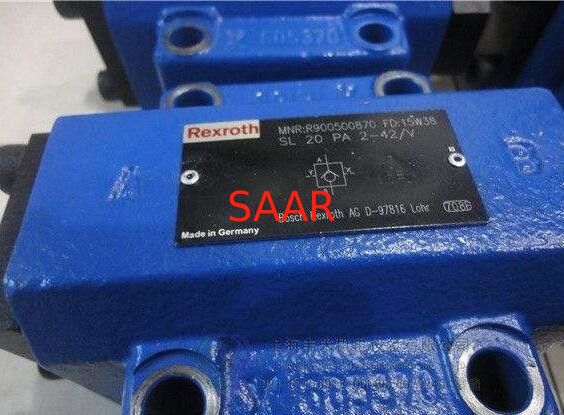 Rexroth
MNR:R900500870 FD:15W38
SL 20 PA 2-42/V
A
SAAR
Bosch Rexroth AG D-97816 Lohr
7086
Made in Germany